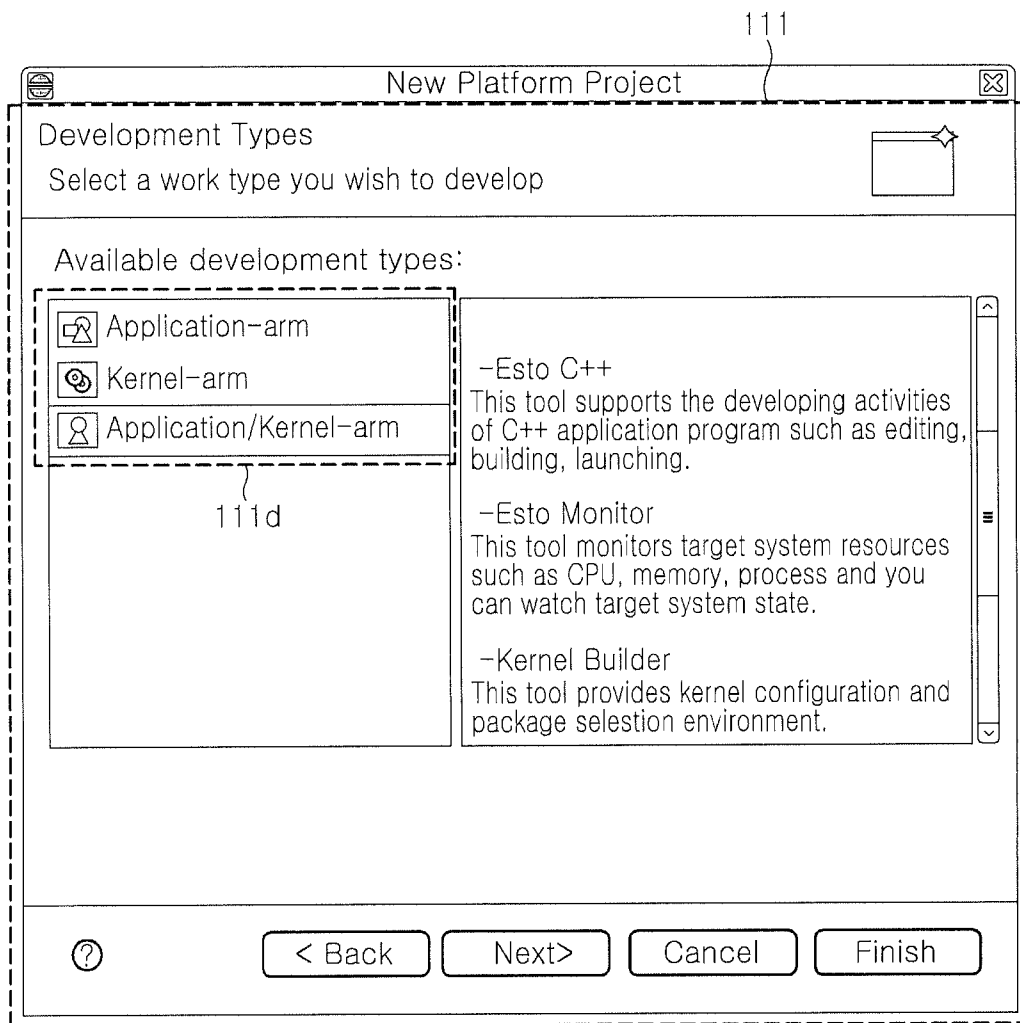 111
New Platform Project
Development Types
Select a work type you wish to develop
Available development types:
Application-arm
Kernel-arm
Application/Kernel-arm
111d
-Esto C++
This tool supports the developing activities
of C++ application program such as editing,
building, launching.
-Esto Monitor
This tool monitors target system resources
such as CPU, memory, process and you
can watch target system state.
-Kernel Builder
This tool provides kernel configuration and
package selestion environment.
?
< Back
Next>
Cancel
Finish